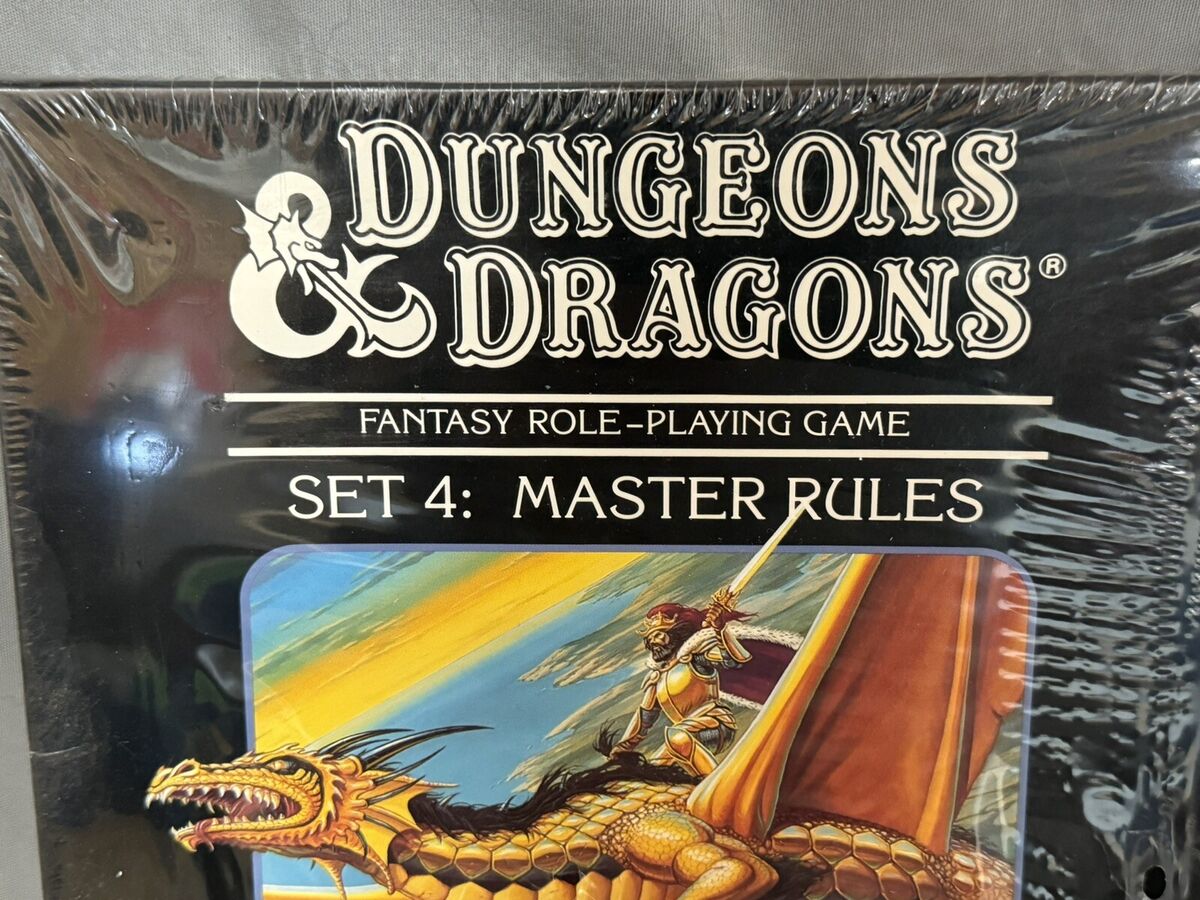 DUNGEONS
& DRAGONS®
FANTASY ROLE-PLAYING GAME
SET 4: MASTER RULES